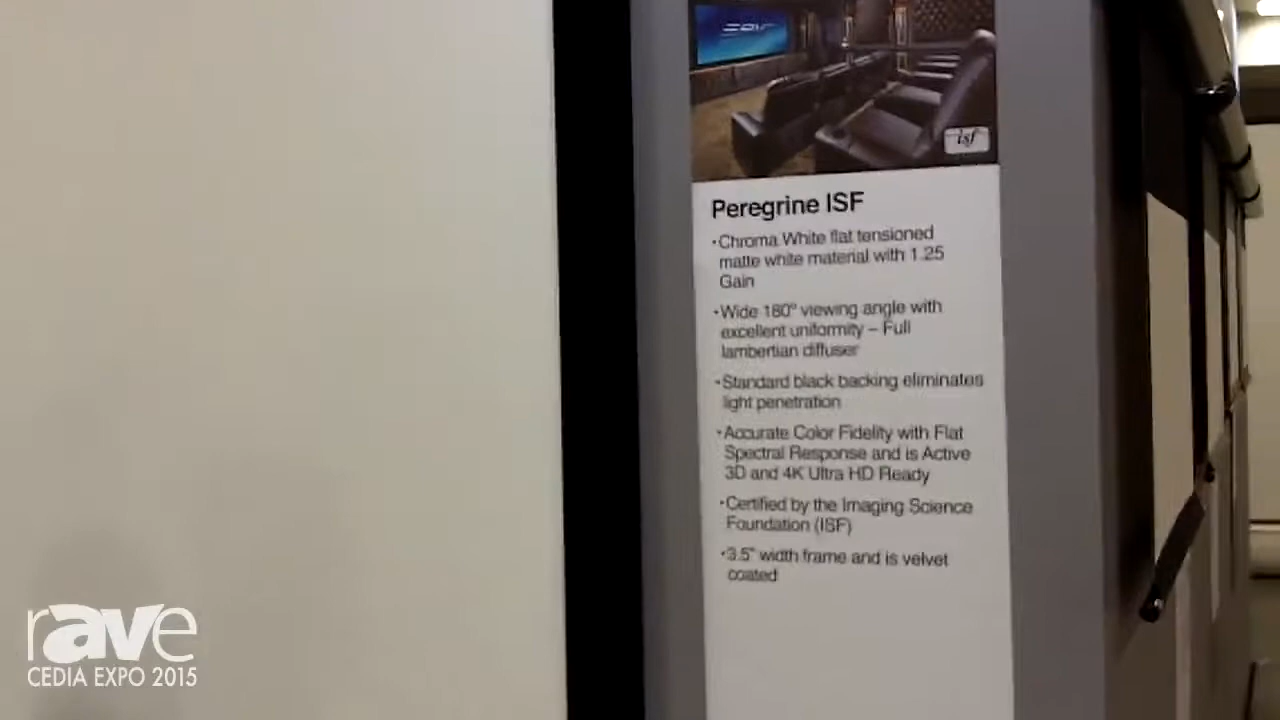 isf
Peregrine ISF
•Chroma White flat tensioned
matte white material with 1.25
Gain
•Wide 180° viewing angle with
excellent uniformity – Full
lambertian diffuser
•Standard black backing eliminates
light penetration
•Accurate Color Fidelity with Flat
Spectral Response and is Active
3D and 4K Ultra HD Ready
•Certified by the Imaging Science
Foundation (ISF)
•3.5" width frame and is velvet
coated
rave
CEDIA EXPO 2015